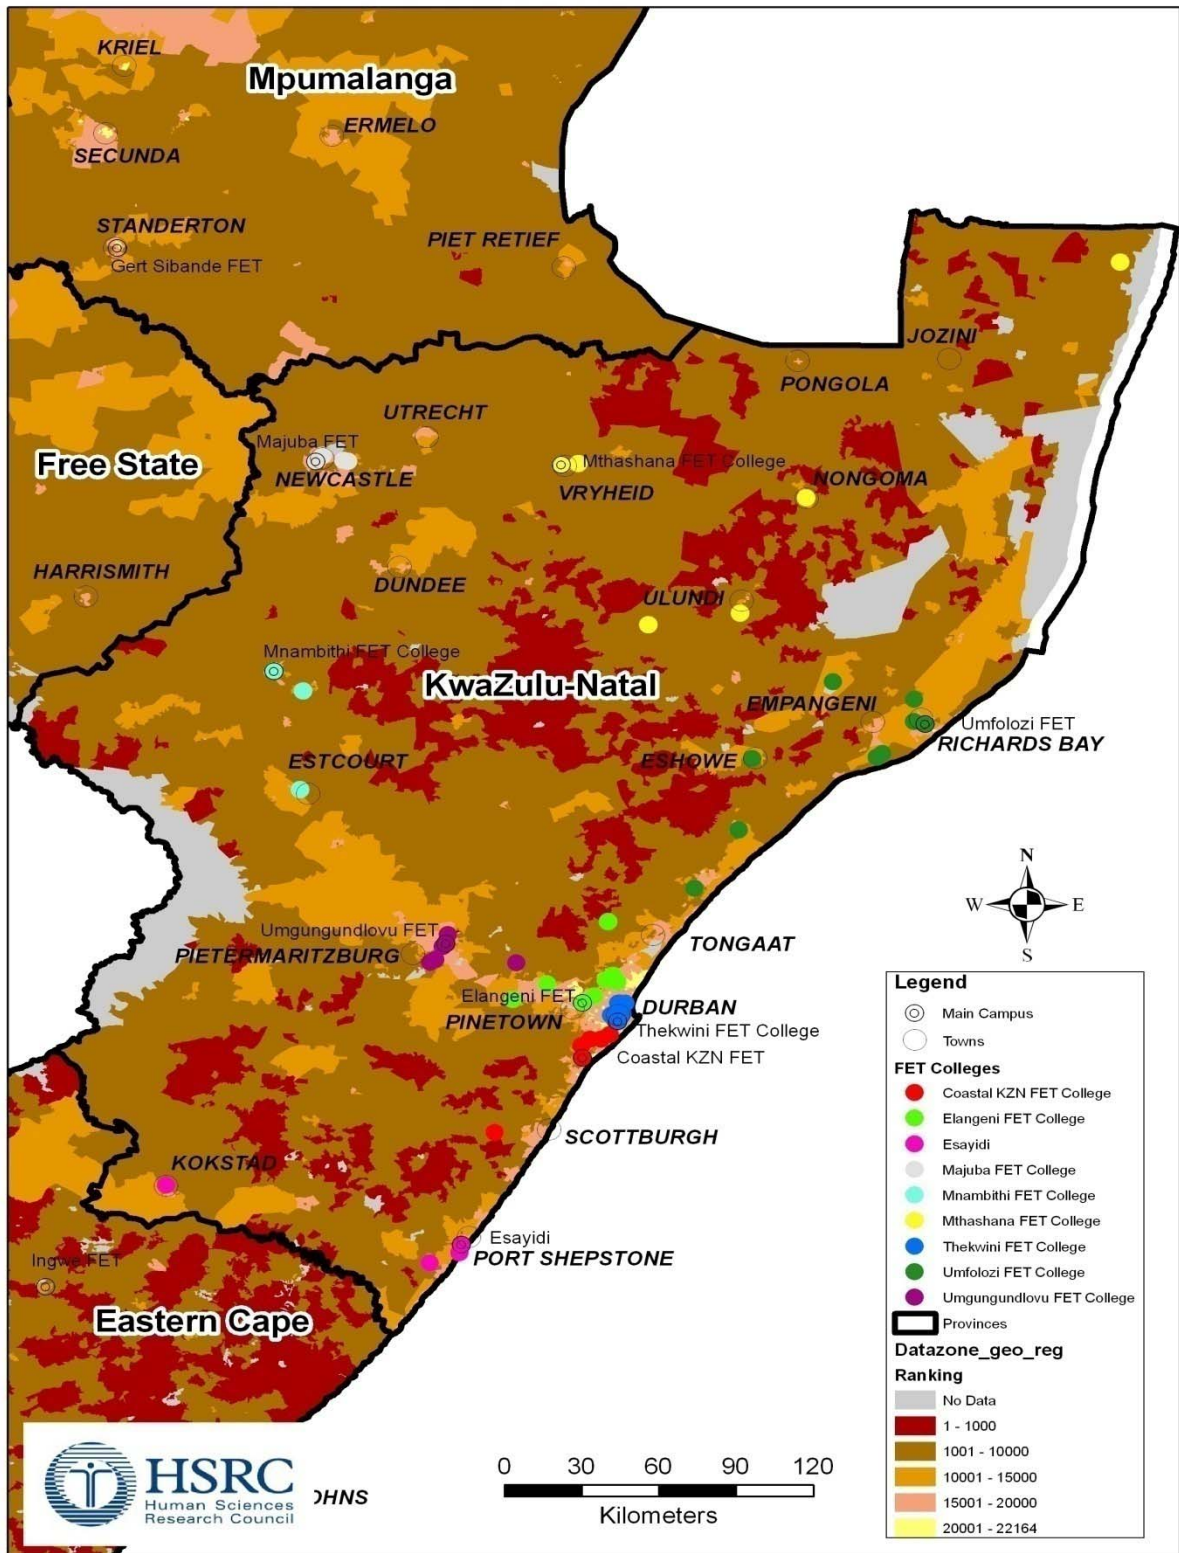 KRIEL
Mpumalanga
ERMELO
SECUNDA
STANDERTON
PIET RETIEF
Gert Sibande FET
JOZINI
PONGOLA
UTRECHT
Majuba FET
Free State
Mthashana FET College
NEWCASTLE
VRYHEID
NONGOMA
HARRISMITH
DUNDEE
ULUNDI
Mnambithi FET College
KwaZulu-Natal
EMPANGENI
Umfolozi FET
RICHARDS BAY
ESTCOURT
ESHOWE
N
W E
S
Umgungundlovu FET
TONGAAT
PIETERMARITZBURG
Elangeni FET
DURBAN
PINETOWN
Thekwini FET College
Coastal KZN FET
SCOTTBURGH
KOKSTAD
Esayidi
PORT SHEPSTONE
Ingwe FET
Eastern Cape
Legend
Main Campus
Towns
FET Colleges
Coastal KZN FET College
Elangeni FET College
Esayidi
Majuba FET College
Mnambithi FET College
Mthashana FET College
Thekwini FET College
Umfolozi FET College
Umgungundlovu FET College
Provinces
Datazone_geo_reg
Ranking
No Data
1 - 1000
1001 - 10000
10001 - 15000
15001 - 20000
20001 - 22164
HSRC
Human Sciences
Research Council
OHNS
0 30 60 90 120
Kilometers